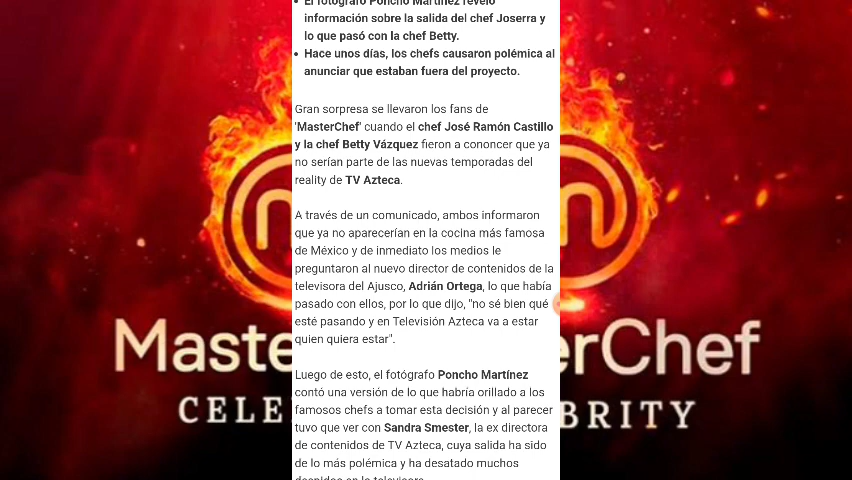 El fotógrafo Poncho Martínez reveló
información sobre la salida del chef Joserra y
lo que pasó con la chef Betty.
Hace unos días, los chefs causaron polémica al
anunciar que estaban fuera del proyecto.
Gran sorpresa se llevaron los fans de
'MasterChef' cuando el chef José Ramón Castillo
y la chef Betty Vázquez fieron a cononcer que ya
no serían parte de las nuevas temporadas del
reality de TV Azteca.
A través de un comunicado, ambos informaron
que ya no aparecerían en la cocina más famosa
de México y de inmediato los medios le
preguntaron al nuevo director de contenidos de la
televisora del Ajusco, Adrián Ortega, lo que había
pasado con ellos, por lo que dijo, "no sé bien qué
esté pasando y en Televisión Azteca va a estar
quien quiera estar".
Luego de esto, el fotógrafo Poncho Martínez
contó una versión de lo que habría orillado a los
famosos chefs a tomar esta decisión y al parecer
tuvo que ver con Sandra Smester, la ex directora
de contenidos de TV Azteca, cuya salida ha sido
de lo más polémica y ha desatado muchos
despidos en la televisora.
Maste
erChef
CELE
BRITY